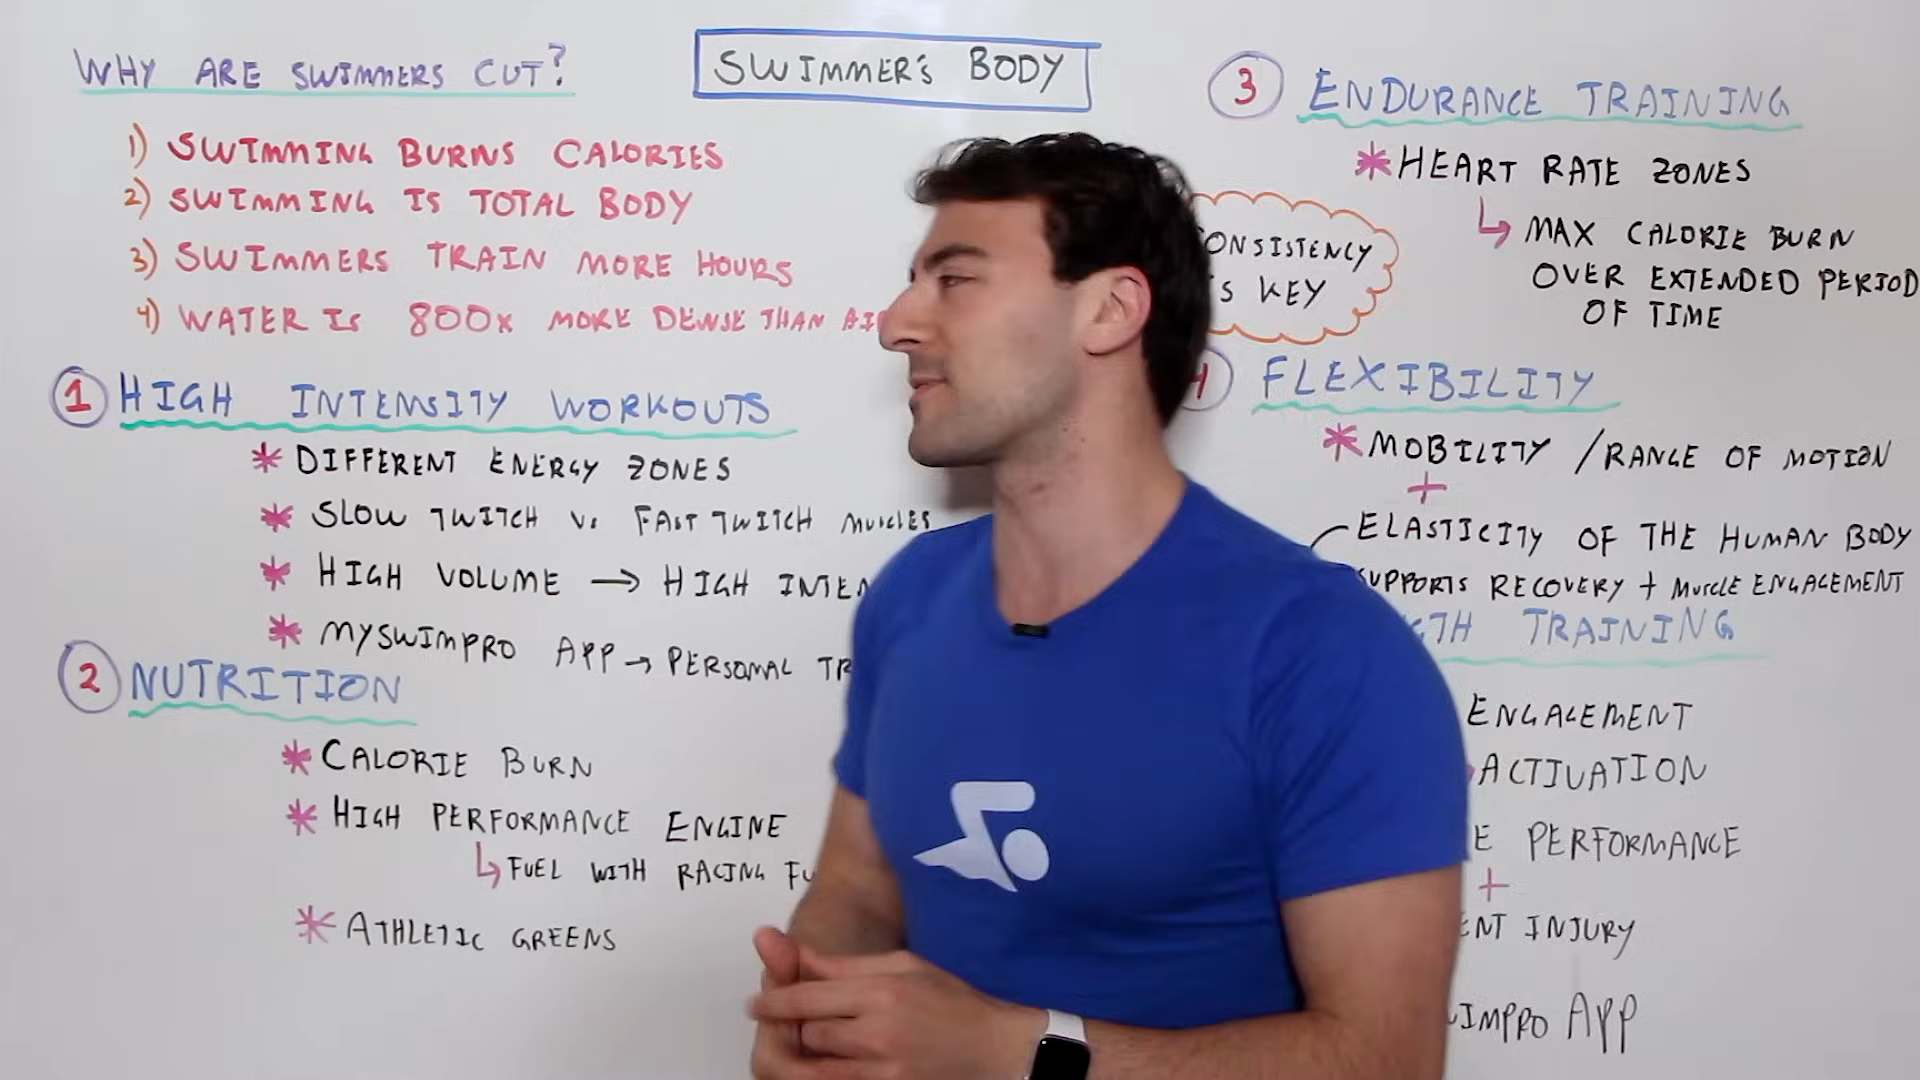 WHY ARE SWIMMERS CUT?
1) SWIMMING BURNS CALORIES
2) SWIMMING IS TOTAL BODY
3) SWIMMERS TRAIN MORE HOURS
4) WATER IS 800X MORE DENSE THAN
1 HIGH INTENSITY WORKOUTS
* DIFFERENT ENERGY ZONES
* SLOW TWITCH VS FAST TWITCH MUSCLES
* HIGH VOLUME → HIGH
* MYSWIMPRO APP → PERSONAL
2 NUTRITION
* CALORIE BURN
* HIGH PERFORMANCE ENGINE
↳ FUEL WITH RACING
* ATHLETIC GREENS
SWIMMER'S BODY
KEY
3 ENDURANCE TRAINING
* HEART RATE ZONES
↳ MAX CALORIE BURN
OVER EXTENDED PERIOD
OF TIME
4 FLEXIBILITY
* MOBILITY / RANGE OF MOTION
+
ELASTICITY OF THE HUMAN BODY
SUPPORTS RECOVERY + MUSCLE ENGAGEMENT
TRAINING
ENGAGEMENT
ACTIVATION
PERFORMANCE
+
INJURY
APP